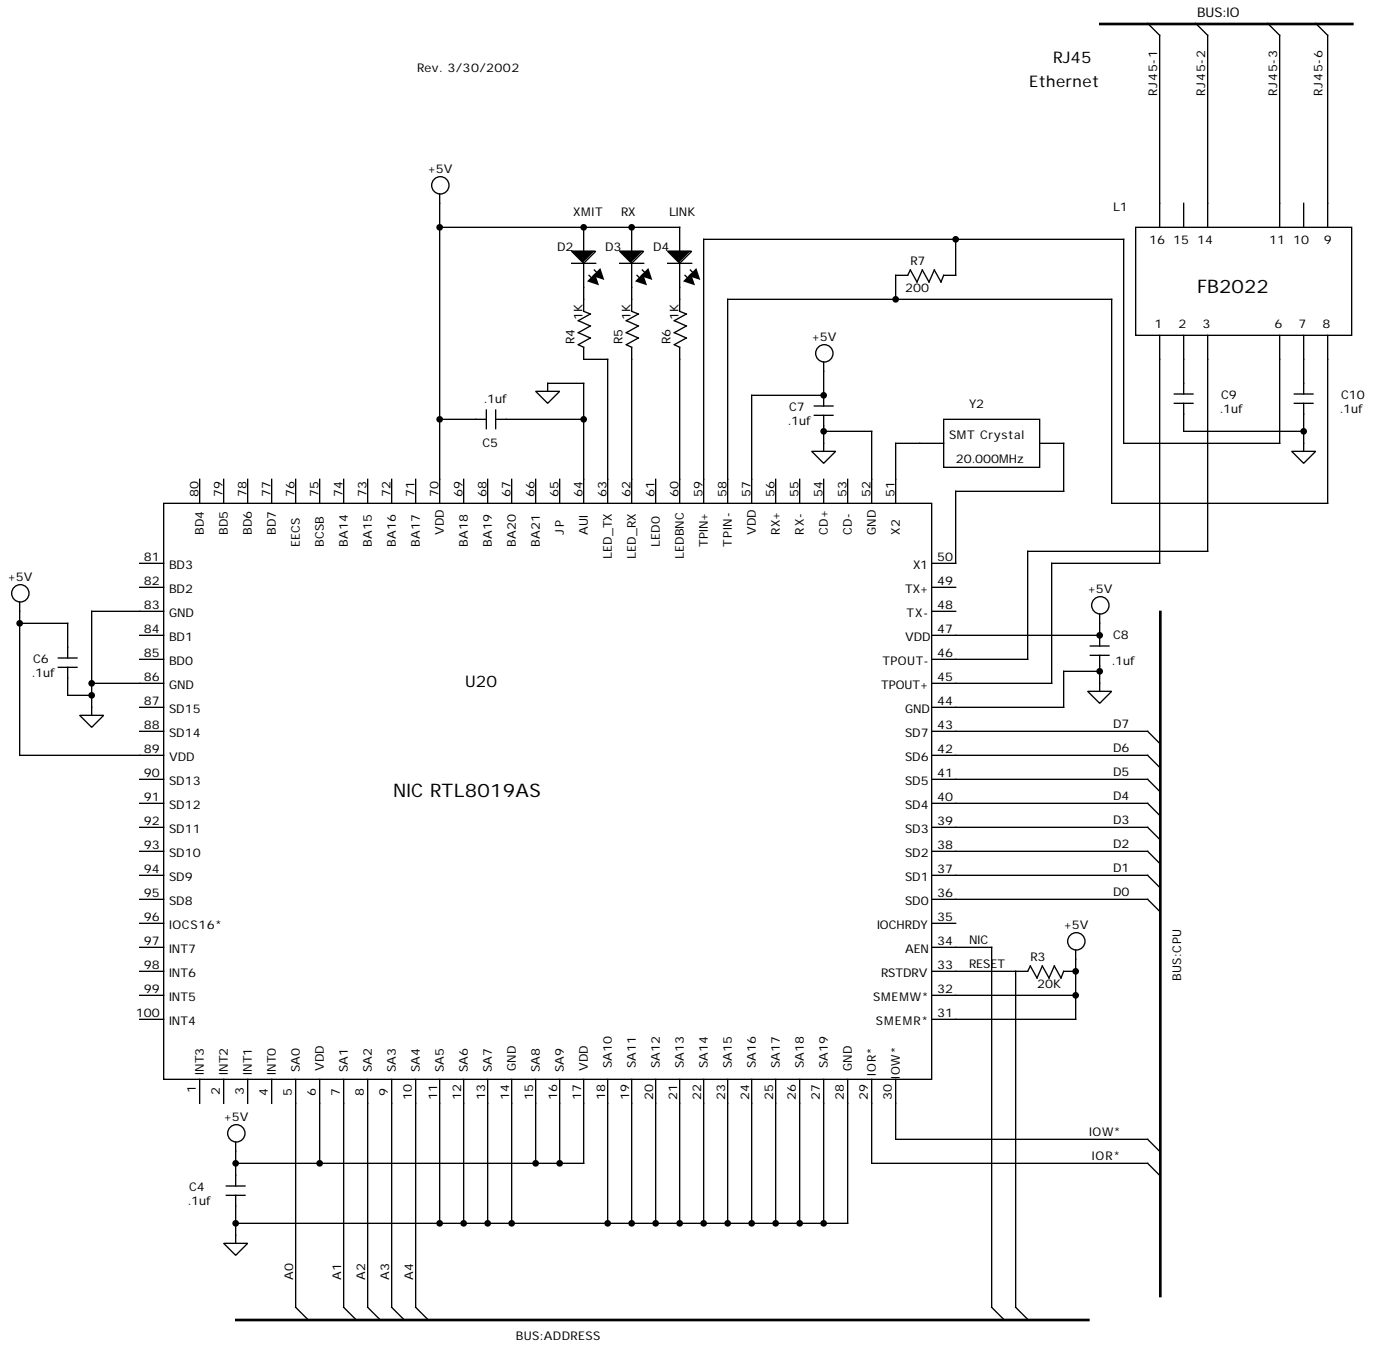 BUS:IO
Rev. 3/30/2002
RJ45
Ethernet
RJ45-1
RJ45-2
RJ45-3
RJ45-6
+5V
XMIT
RX
LINK
L1
D2
D3
D4
16
15
14
11
10
9
R7
200
FB2022
1K
1K
1K
R4
R5
R6
1
2
3
6
7
8
+5V
.1uf
C5
C7
.1uf
Y2
SMT Crystal
20.000MHz
C9
.1uf
C10
.1uf
80
79
78
77
76
75
74
73
72
71
70
69
68
67
66
65
64
63
62
61
60
59
58
57
56
55
54
53
52
51
BD4
BD5
BD6
BD7
EECS
BCSB
BA14
BA15
BA16
BA17
VDD
BA18
BA19
BA20
BA21
JP
AUI
LED_TX
LED_RX
LED0
LEDBNC
TPIN+
TPIN-
VDD
RX+
RX-
CD+
CD-
GND
X2
81 BD3
82 BD2
83 GND
84 BD1
85 BD0
86 GND
87 SD15
88 SD14
89 VDD
90 SD13
91 SD12
92 SD11
93 SD10
94 SD9
95 SD8
96 IOCS16*
97 INT7
98 INT6
99 INT5
100 INT4
+5V
C6
.1uf
U20
NIC RTL8019AS
X1 50
TX+ 49
TX- 48
VDD 47
TPOUT- 46
TPOUT+ 45
GND 44
SD7 43
SD6 42
SD5 41
SD4 40
SD3 39
SD2 38
SD1 37
SD0 36
IOCHRDY 35
AEN 34
RSTDRV 33
SMEMW* 32
SMEMR* 31
+5V
C8
.1uf
D7
D6
D5
D4
D3
D2
D1
D0
NIC
RESET
R3
20K
+5V
BUS:CPU
INT3
INT2
INT1
INT0
SA0
VDD
SA1
SA2
SA3
SA4
SA5
SA6
SA7
GND
SA8
SA9
VDD
SA10
SA11
SA12
SA13
SA14
SA15
SA16
SA17
SA18
SA19
GND
IOR*
IOW*
1
2
3
4
5
6
7
8
9
10
11
12
13
14
15
16
17
18
19
20
21
22
23
24
25
26
27
28
29
30
+5V
C4
.1uf
IOW*
IOR*
A0
A1
A2
A3
A4
BUS:ADDRESS